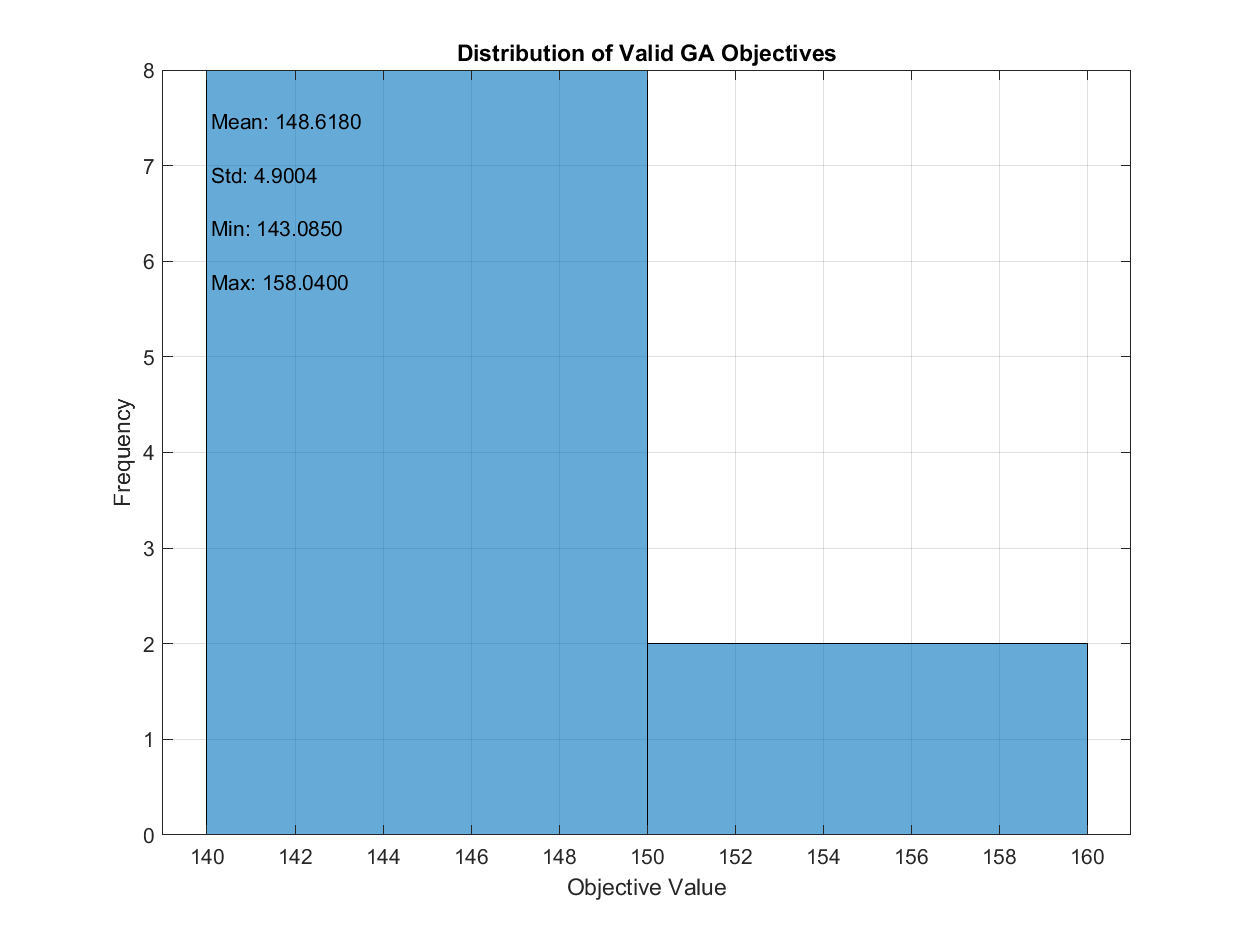 Distribution of Valid GA Objectives
8
7
6
5
4
3
2
1
0
Frequency
Mean: 148.6180
Std: 4.9004
Min: 143.0850
Max: 158.0400
140 142 144 146 148 150 152 154 156 158 160
Objective Value